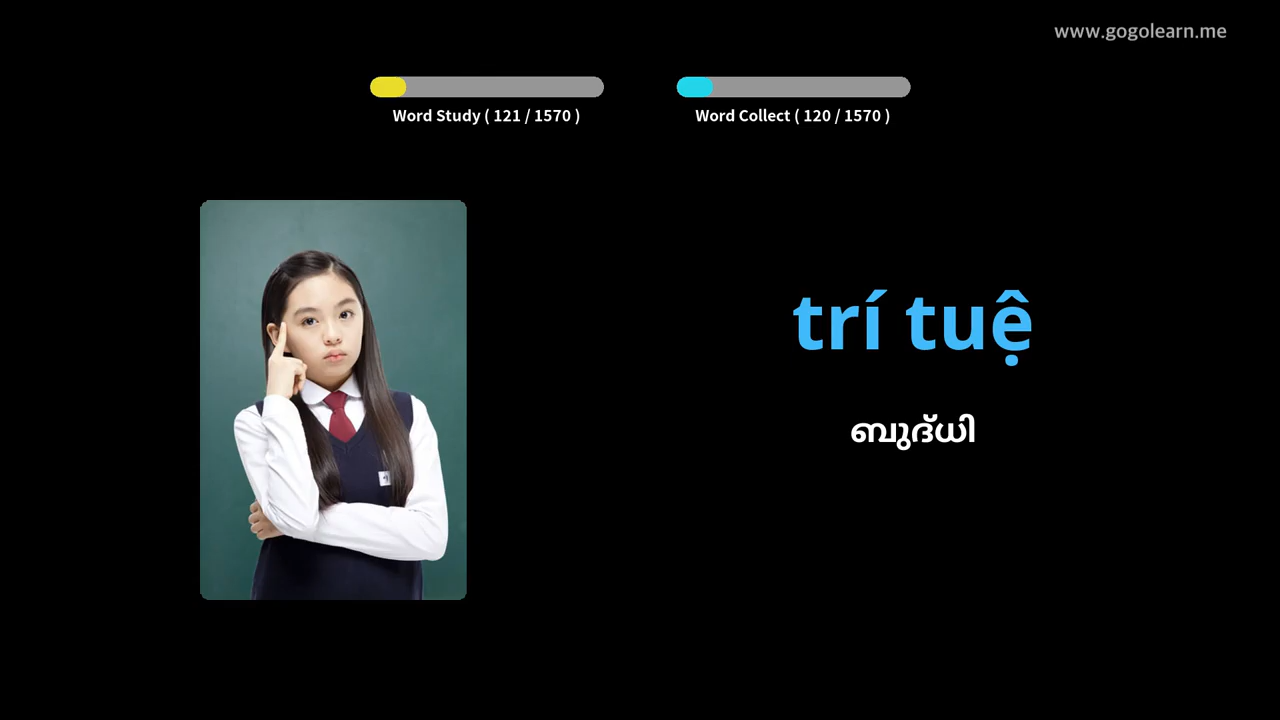 www.gogolearn.me
Word Study ( 121 / 1570 )
Word Collect ( 120 / 1570 )
trí tuệ
ബുദ്ധി